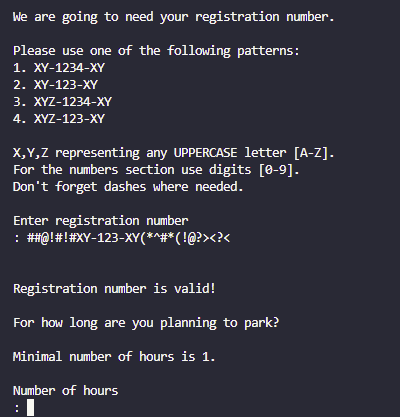 We are going to need your registration number.
Please use one of the following patterns:
1. XY-1234-XY
2. XY-123-XY
3. XYZ-1234-XY
4. XYZ-123-XY
X,Y,Z representing any UPPERCASE letter [A-Z].
For the numbers section use digits [0-9].
Don't forget dashes where needed.
Enter registration number
: ##@!#!#XY-123-XY(*^#*(!@?><?<
Registration number is valid!
For how long are you planning to park?
Minimal number of hours is 1.
Number of hours
: